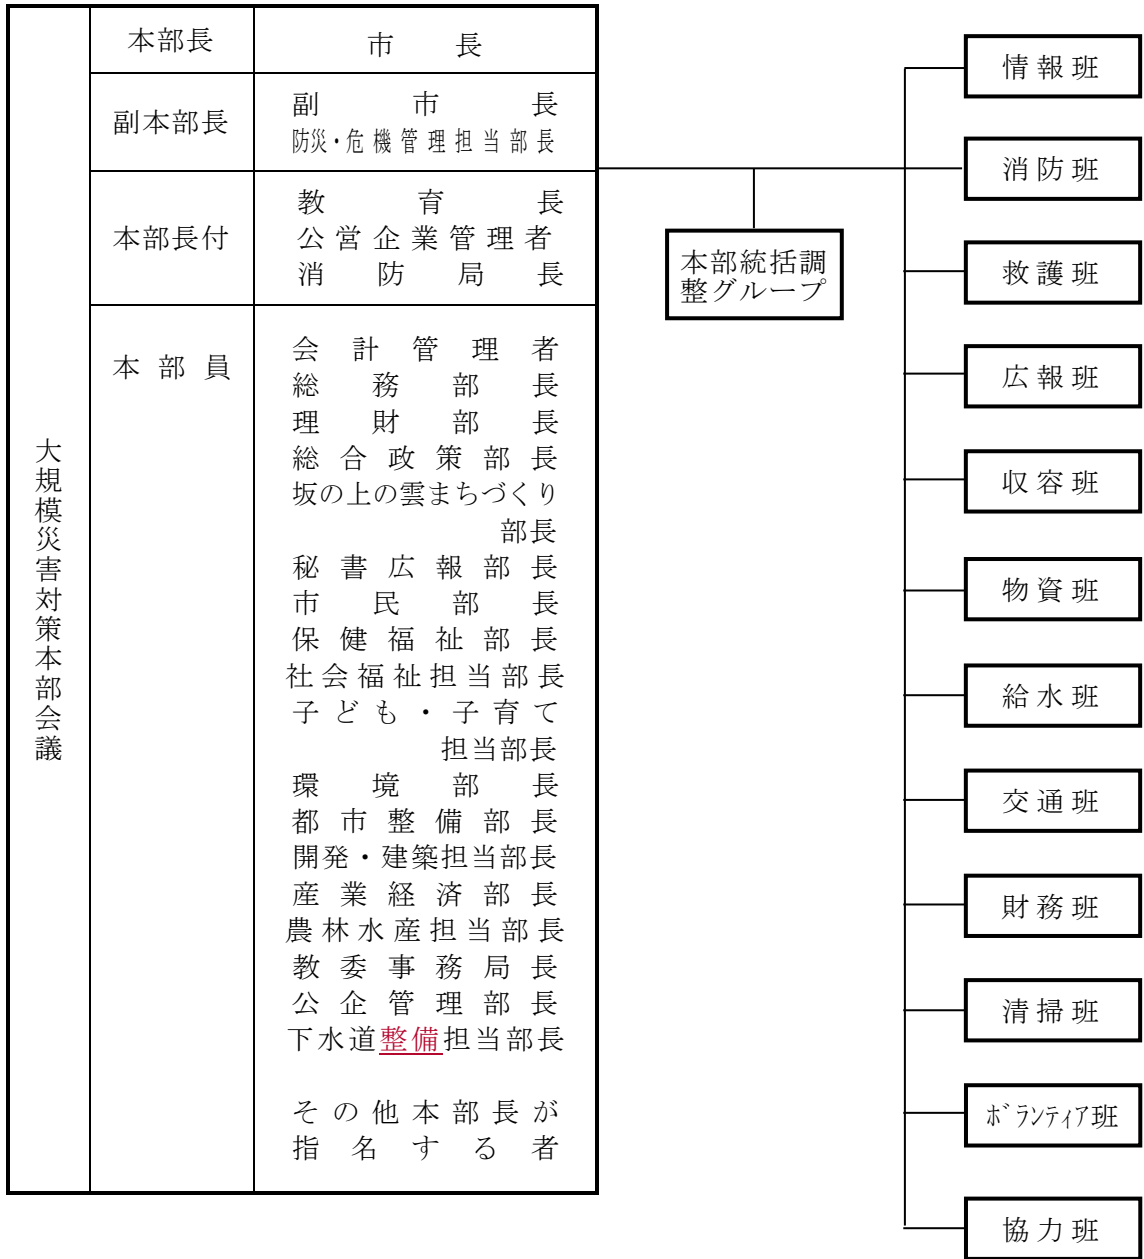 大規模災害対策本部会議
本部長
市長
副本部長
副市長
防災・危機管理担当部長
本部長付
教育長
公営企業管理者
消防局長
本部員
会計管理者
総務部長
理財部長
総合政策部長
坂の上の雲まちづくり
部長
秘書広報部長
市民部長
保健福祉部長
社会福祉担当部長
子ども・子育て
担当部長
環境部長
都市整備部長
開発・建築担当部長
産業経済部長
農林水産担当部長
教委事務局長
公企管理部長
下水道整備担当部長
その他本部長が
指名する者
本部統括調
整グループ
情報班
消防班
救護班
広報班
収容班
物資班
給水班
交通班
財務班
清掃班
ﾎﾞﾗﾝﾃｨｱ班
協力班